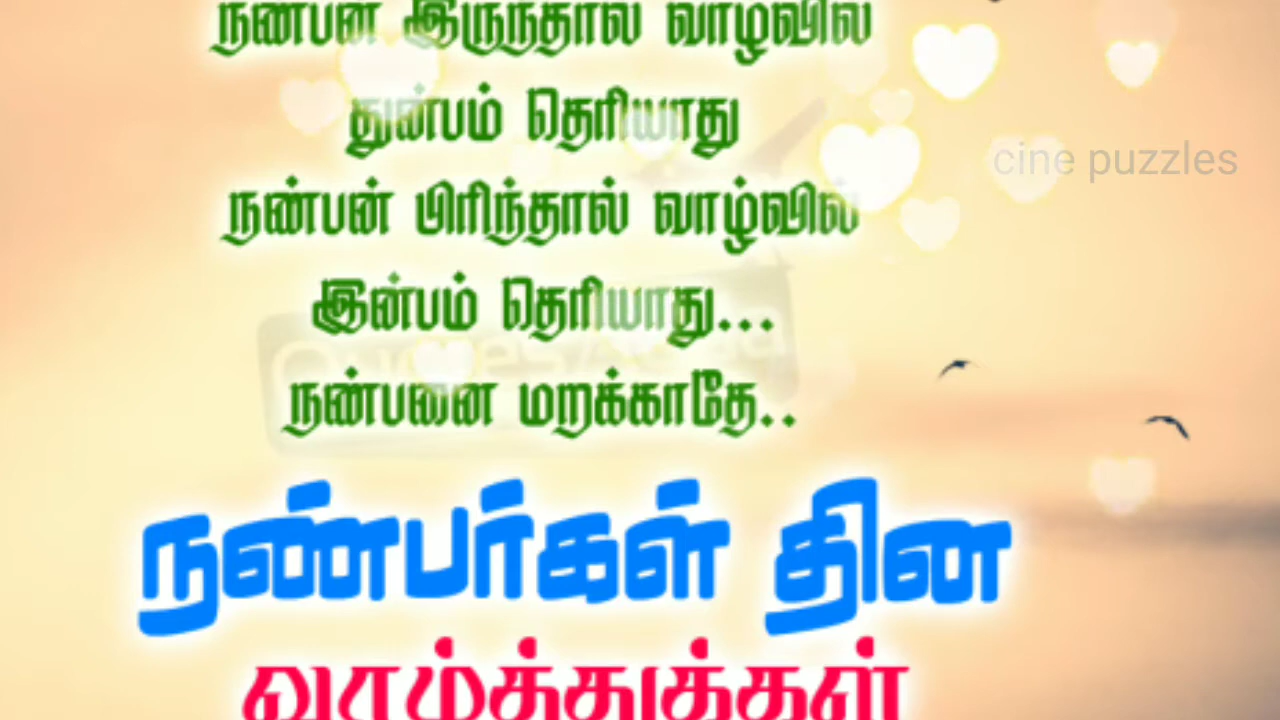 நண்பன் இருந்தால் வாழ்வில்
துன்பம் தெரியாது
நண்பன் பிரிந்தால் வாழ்வில்
இன்பம் தெரியாது...
நண்பனை மறக்காதே..
நண்பர்கள் தின
வாழ்த்துக்கள்
cine puzzles